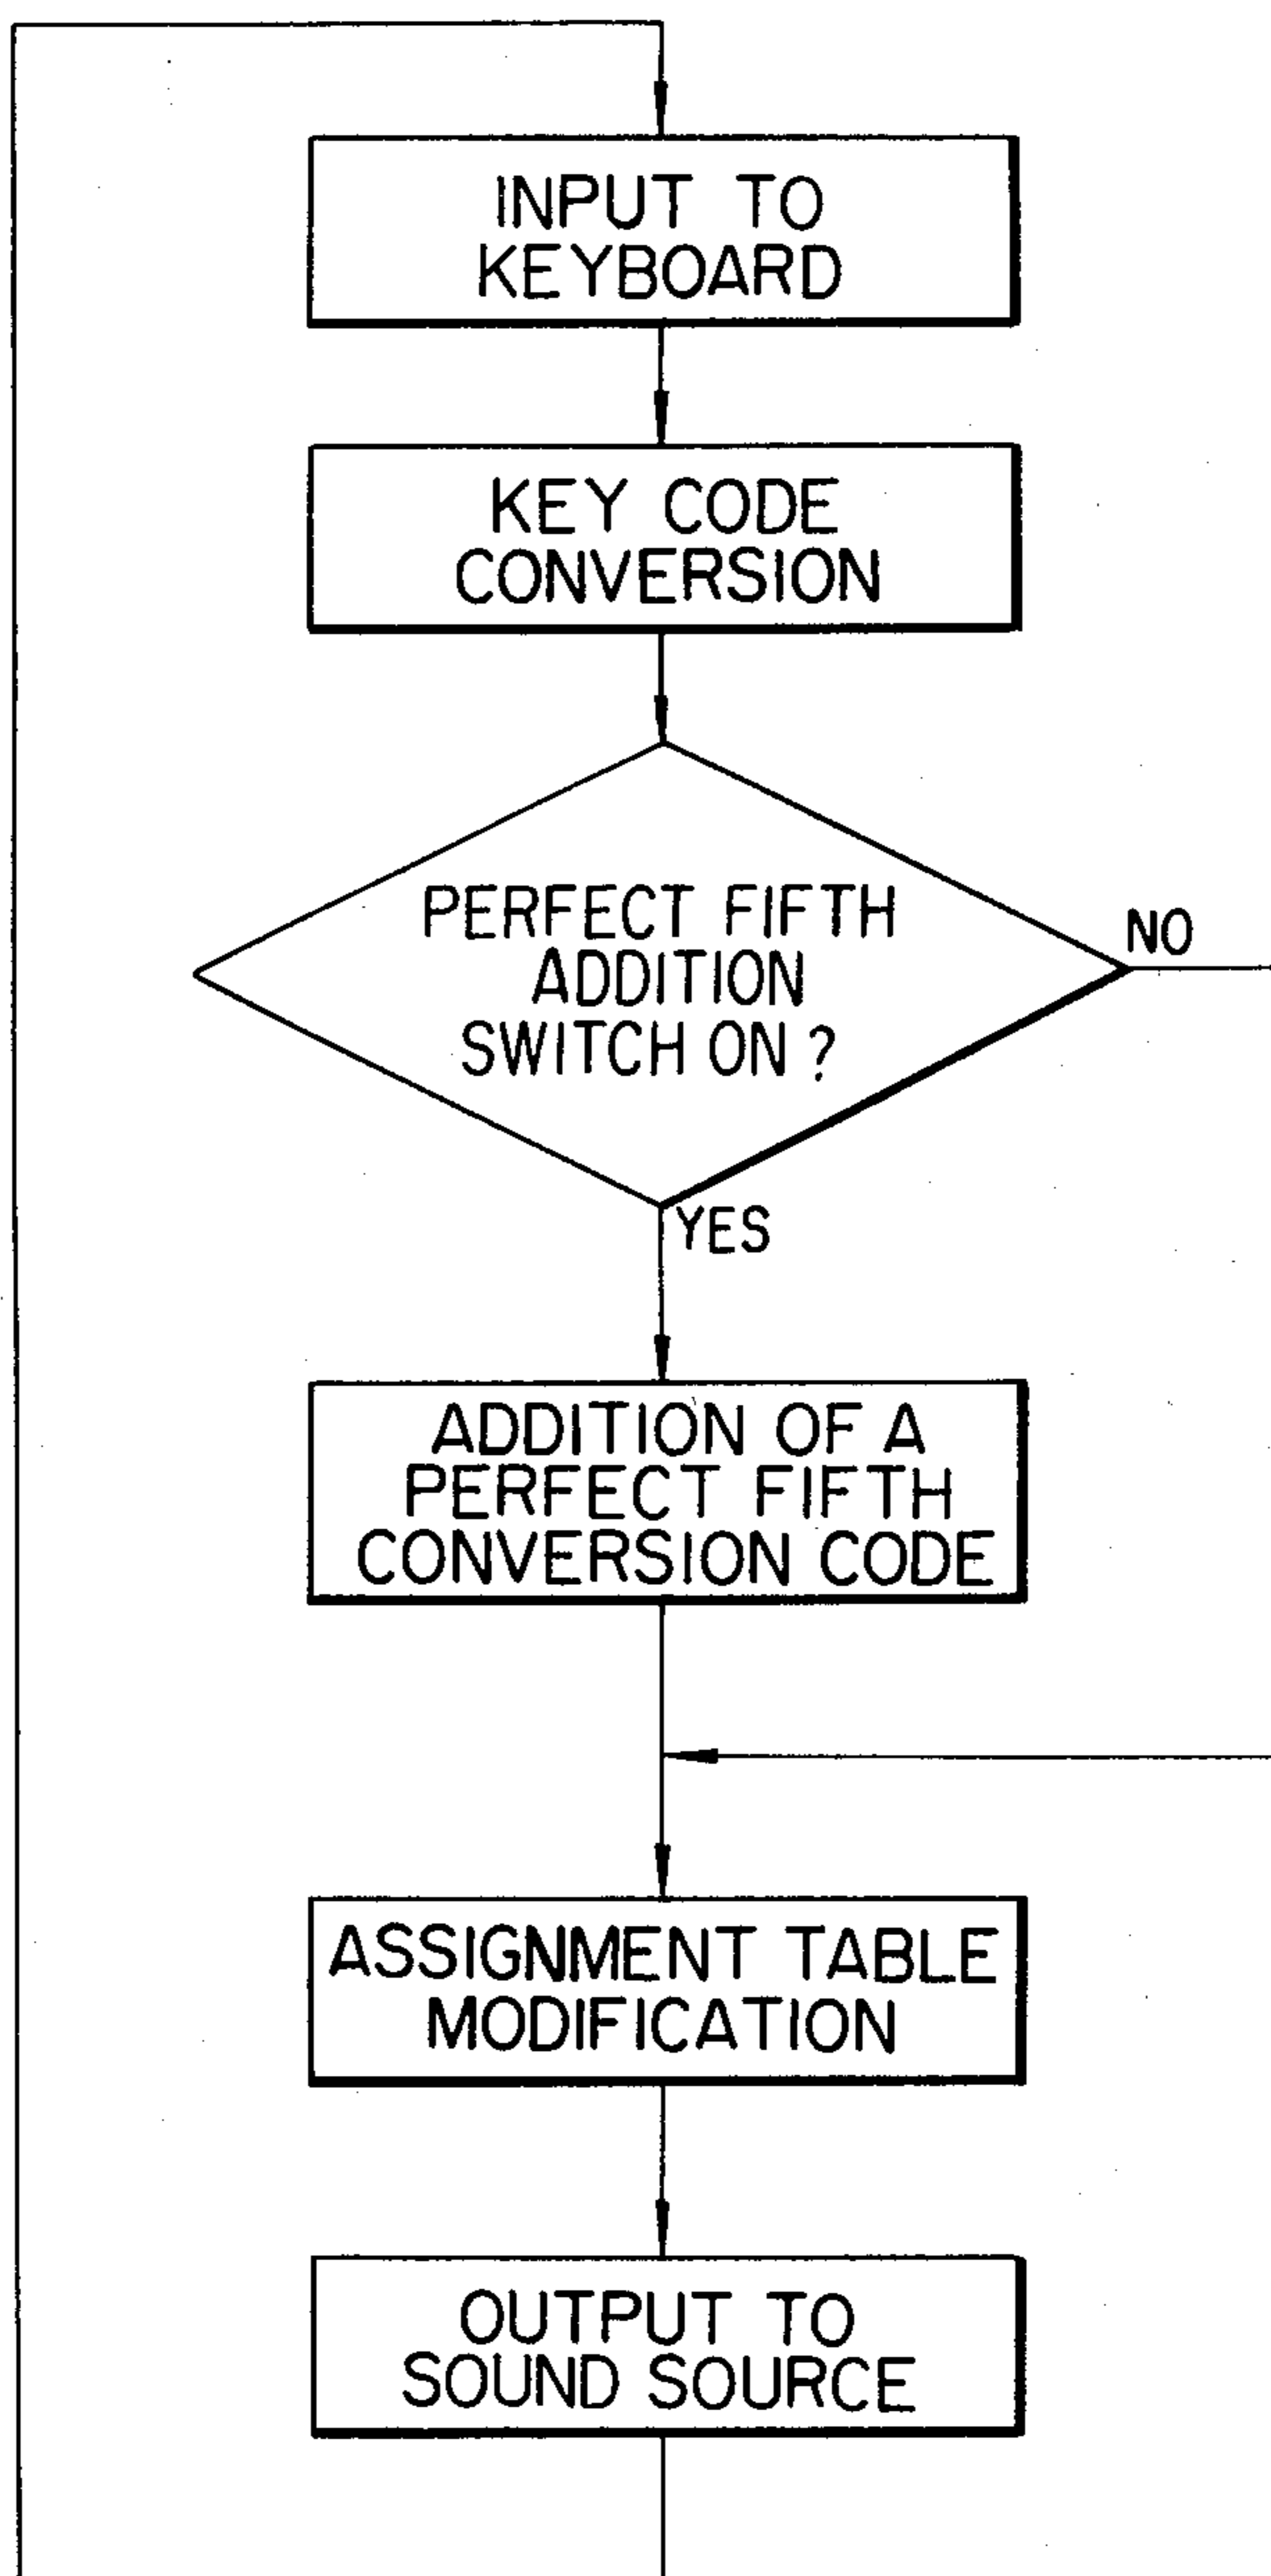 INPUT TO
KEYBOARD
KEY CODE
CONVERSION
PERFECT FIFTH
ADDITION
SWITCH ON ?
NO
YES
ADDITION OF A
PERFECT FIFTH
CONVERSION CODE
ASSIGNMENT TABLE
MODIFICATION
OUTPUT TO
SOUND SOURCE